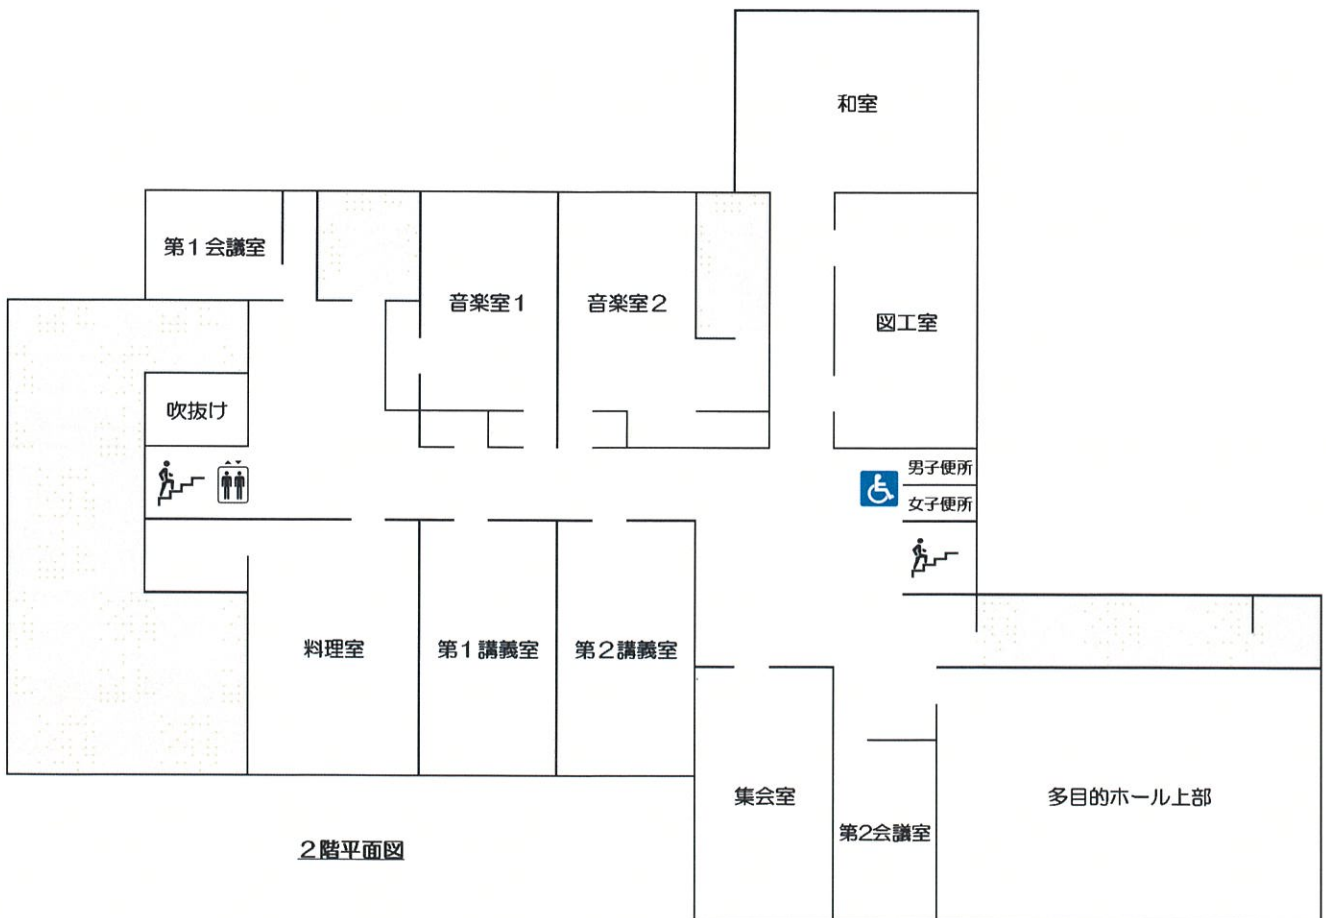 和室
第１会議室
音楽室１
音楽室２
図工室
吹抜け
男子便所
女子便所
料理室
第１講義室
第２講義室
集会室
多目的ホール上部
第2会議室
２階平面図